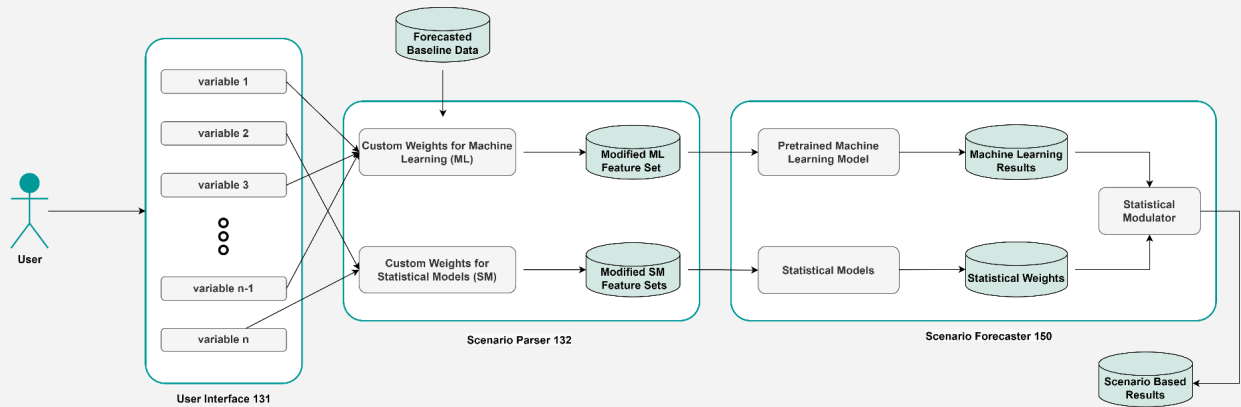 Forecasted
Baseline Data
variable 1
variable 2
variable 3
variable n-1
variable n
User
User Interface 131
Custom Weights for Machine
Learning (ML)
Modified ML
Feature Set
Custom Weights for
Statistical Models (SM)
Modified SM
Feature Sets
Scenario Parser 132
Pretrained Machine
Learning Model
Machine Learning
Results
Statistical
Modulator
Statistical Models
Statistical Weights
Scenario Forecaster 150
Scenario Based
Results